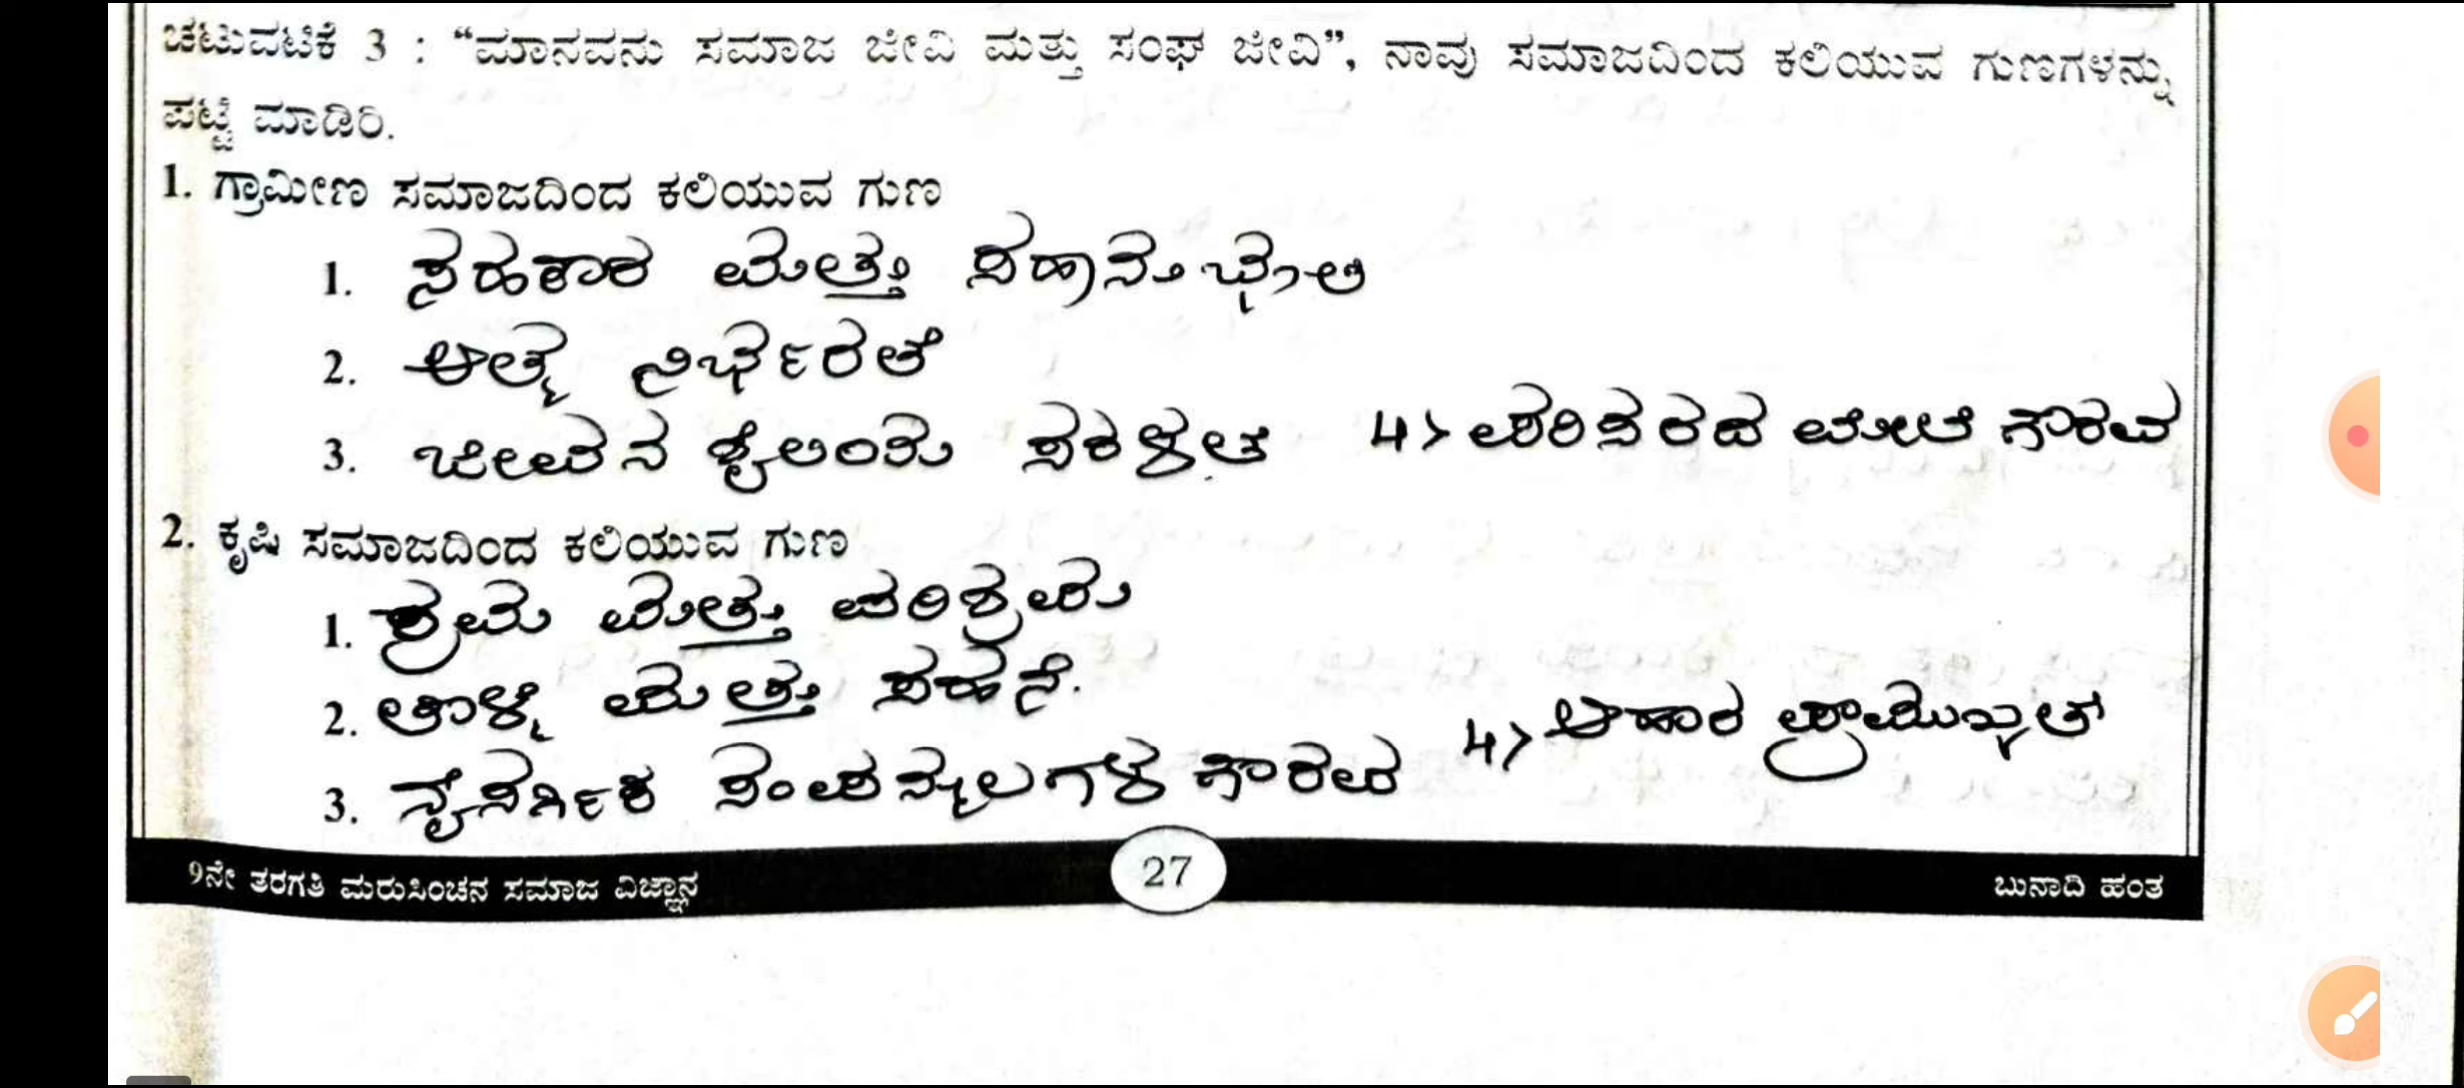 ಚಟುವಟಿಕೆ 3 : “ಮಾನವನು ಸಮಾಜ ಜೀವಿ ಮತ್ತು ಸಂಘ ಜೀವಿ”, ನಾವು ಸಮಾಜದಿಂದ ಕಲಿಯುವ ಗುಣಗಳನ್ನು
ಪಟ್ಟಿ ಮಾಡಿರಿ.
1. ಗ್ರಾಮೀಣ ಸಮಾಜದಿಂದ ಕಲಿಯುವ ಗುಣ
1. ಸಹಕಾರ ಮತ್ತು ಸಹಾನುಭೂತಿ
2. ಆತ್ಮ ನಿರ್ಭರತೆ
3. ಜೀವನ ಶೈಲಿಂತು ಸರಳತ 4> ಪರಿಸರದ ಮೇಲೆ ಗೌರವ
2. ಕೃಷಿ ಸಮಾಜದಿಂದ ಕಲಿಯುವ ಗುಣ
1. ಶ್ರಮ ಮತ್ತು ಪರಿಶ್ರಮ
2. ತಾಳ್ಮೆ ಮತ್ತು ಸಹನೆ.
4> ಆಹಾರ ಪ್ರಾಮುಖ್ಯತೆ
3. ನೈಸರ್ಗಿಕ ಸಂಪನ್ಮೂಲಗಳ ಗೌರವ
9ನೇ ತರಗತಿ ಮರುಸಿಂಚನ ಸಮಾಜ ವಿಜ್ಞಾನ 27 ಬುನಾದಿ ಹಂತ